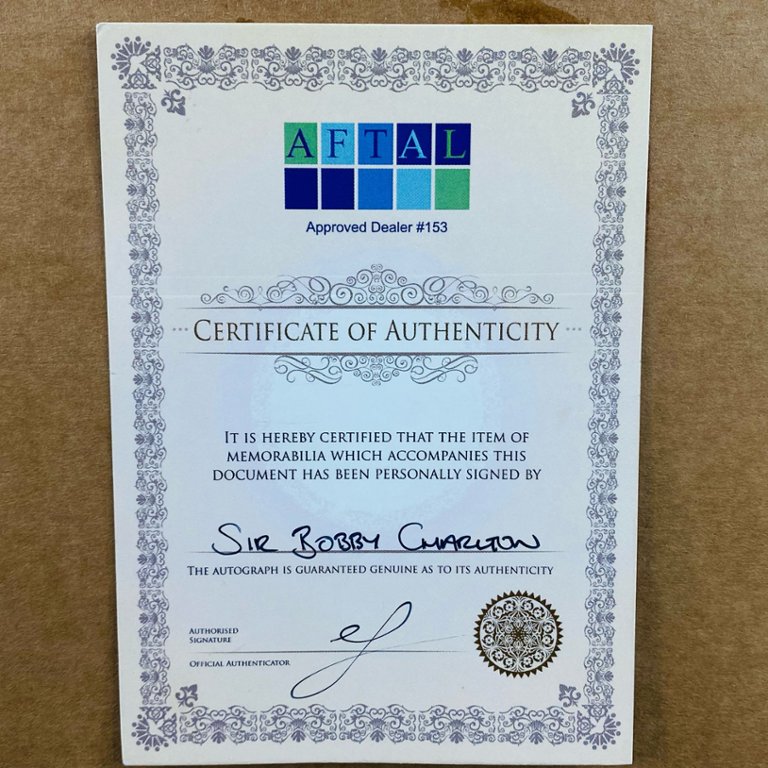 AFTAL
Approved Dealer #153
CERTIFICATE OF AUTHENTICITY
IT IS HEREBY CERTIFIED THAT THE ITEM OF
MEMORABILIA WHICH ACCOMPANIES THIS
DOCUMENT HAS BEEN PERSONALLY SIGNED BY
SIR BOBBY CHARLTON
THE AUTOGRAPH IS GUARANTEED GENUINE AS TO ITS AUTHENTICITY
AUTHORISED
SIGNATURE
OFFICIAL AUTHENTICATOR